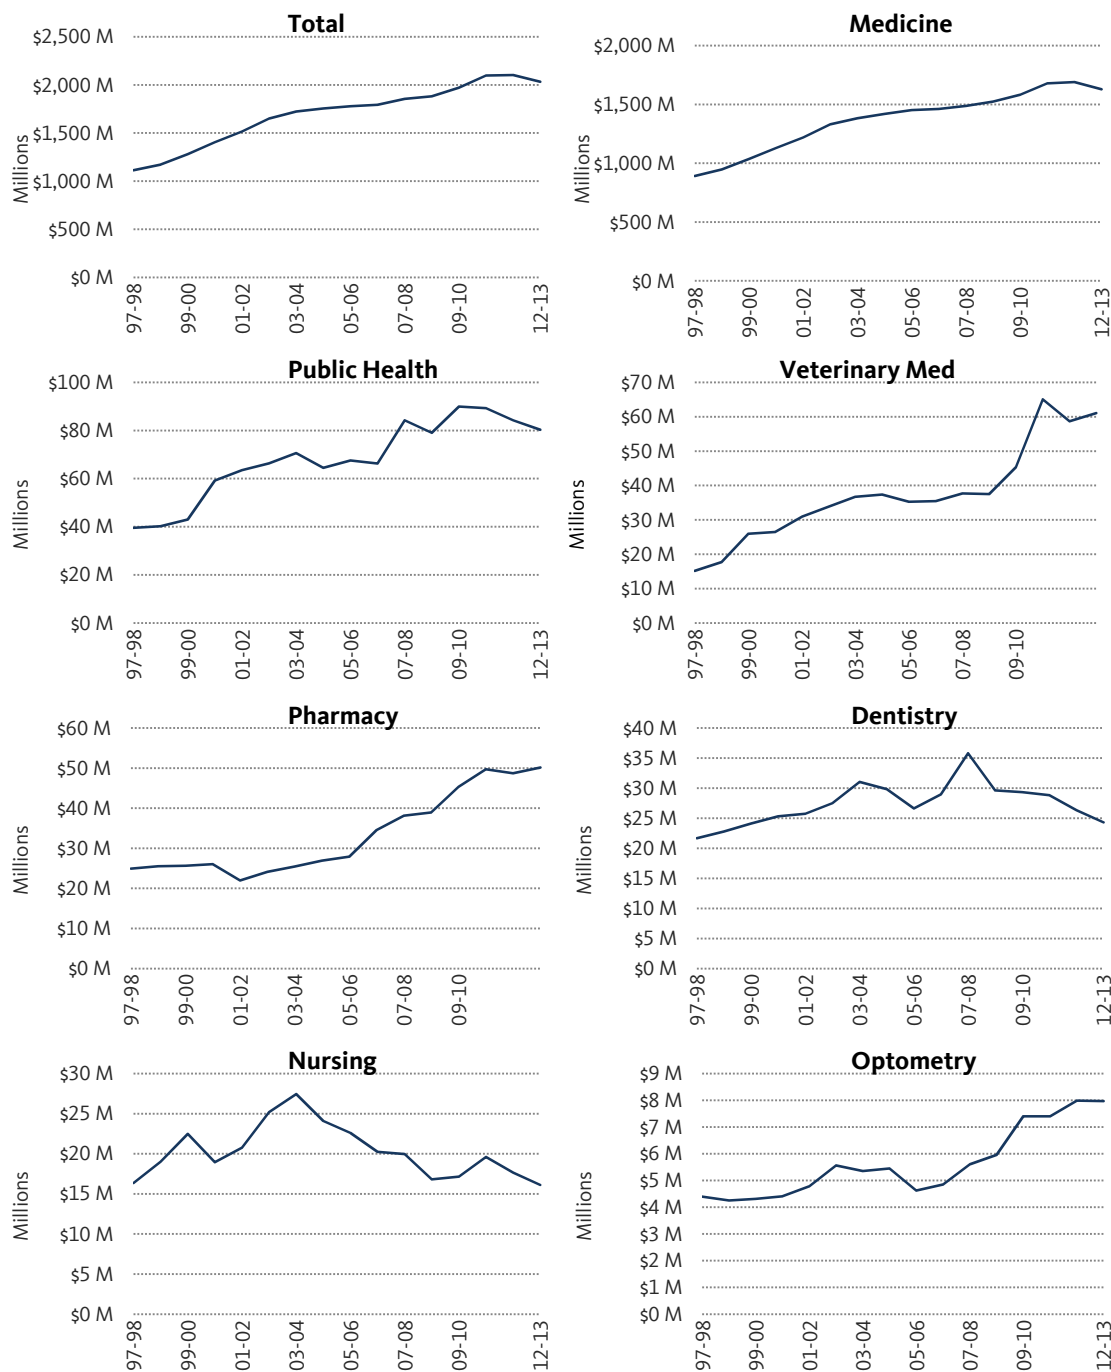 Total
$2,500 M
$2,000 M
$1,500 M
$1,000 M
$500 M
$0 M
Millions
97-98
99-00
01-02
03-04
05-06
07-08
09-10
12-13
Medicine
$2,000 M
$1,500 M
$1,000 M
$500 M
$0 M
Millions
97-98
99-00
01-02
03-04
05-06
07-08
09-10
12-13
Public Health
$100 M
$80 M
$60 M
$40 M
$20 M
$0 M
Millions
97-98
99-00
01-02
03-04
05-06
07-08
09-10
12-13
Veterinary Med
$70 M
$60 M
$50 M
$40 M
$30 M
$20 M
$10 M
$0 M
Millions
97-98
99-00
01-02
03-04
05-06
07-08
09-10
Pharmacy
$60 M
$50 M
$40 M
$30 M
$20 M
$10 M
$0 M
Millions
97-98
99-00
01-02
03-04
05-06
07-08
09-10
Dentistry
$40 M
$35 M
$30 M
$25 M
$20 M
$15 M
$10 M
$5 M
$0 M
Millions
97-98
99-00
01-02
03-04
05-06
07-08
09-10
12-13
Nursing
$30 M
$25 M
$20 M
$15 M
$10 M
$5 M
$0 M
Millions
97-98
99-00
01-02
03-04
05-06
07-08
09-10
12-13
Optometry
$9 M
$8 M
$7 M
$6 M
$5 M
$4 M
$3 M
$2 M
$1 M
$0 M
Millions
97-98
99-00
01-02
03-04
05-06
07-08
09-10
12-13